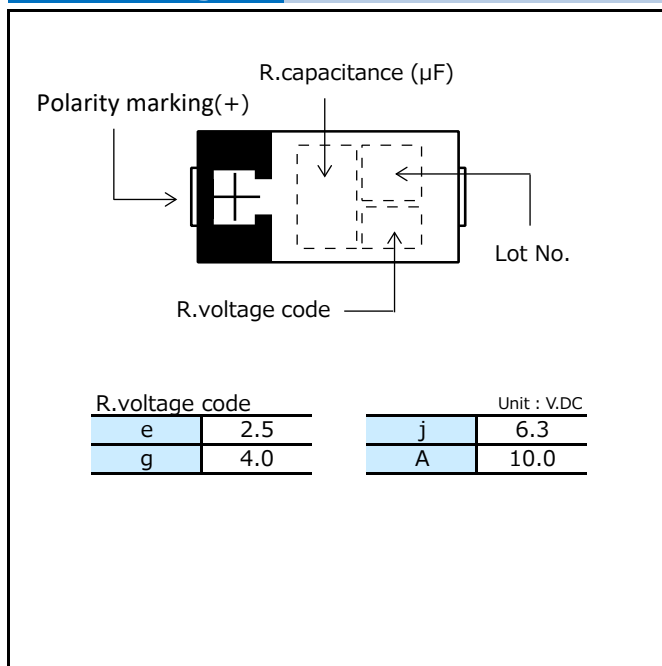 R.capacitance (µF)
Polarity marking(+)
Lot No.
R.voltage code
R.voltage code
Unit : V.DC
e 2.5 j 6.3
g 4.0 A 10.0